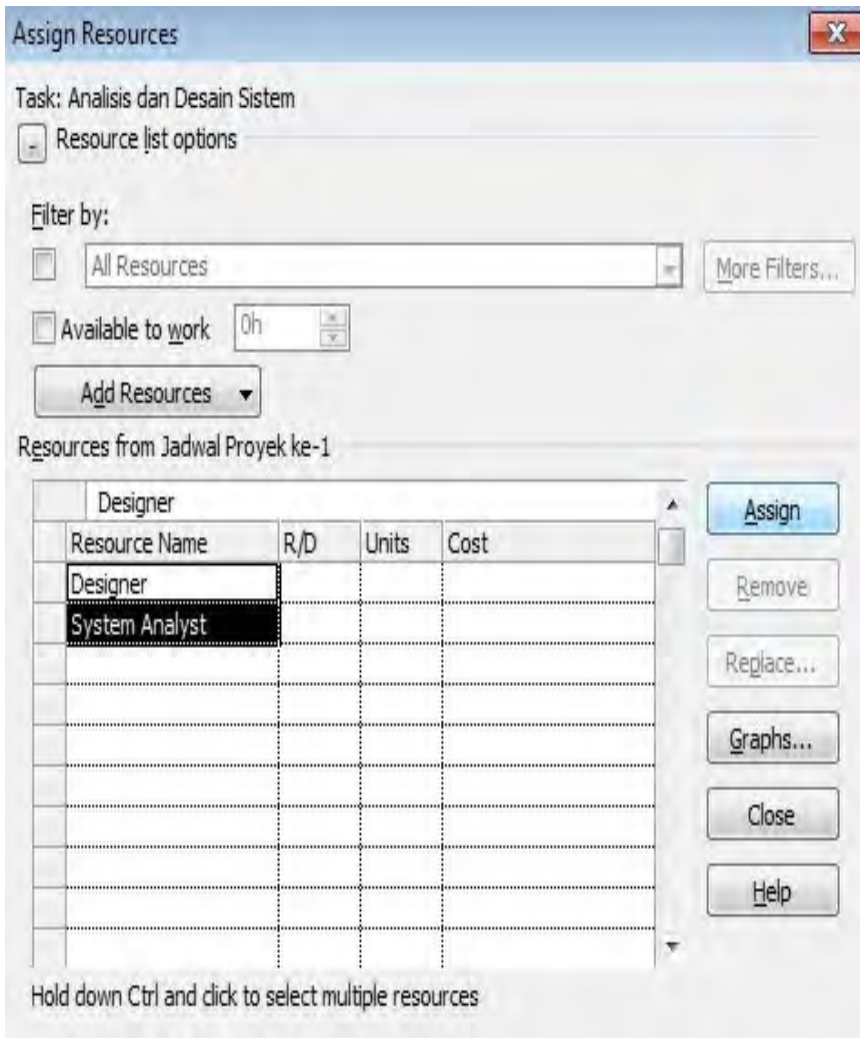 Assign Resources
Task: Analisis dan Desain Sistem
- Resource list options
Filter by:
All Resources More Filters...
Available to work 0h
Add Resources
Resources from Jadwal Proyek ke-1
Designer Assign
Resource Name R/D Units Cost
Designer Remove
System Analyst
Replace...
Graphs...
Close
Help
Hold down Ctrl and click to select multiple resources